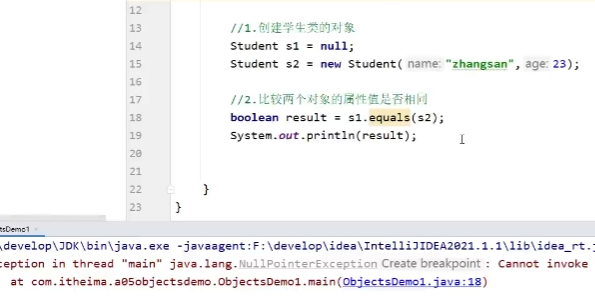 12
13 //1.创建学生类的对象
14 Student s1 = null;
15 Student s2 = new Student( name: "zhangsan", age: 23);
16
17 //2.比较两个对象的属性值是否相同
18 boolean result = s1.equals(s2);
19 System.out.println(result);
20
21
22 }
23 }
ctsDemo1
\develop\JDK\bin\java.exe -javaagent:F:\develop\idea\IntelliJIDEA2021.1.1\lib\idea_rt.j
ception in thread "main" java.lang.NullPointerException Create breakpoint : Cannot invoke
at com.itheima.a05objectsdemo.ObjectsDemo1.main(ObjectsDemo1.java:18)